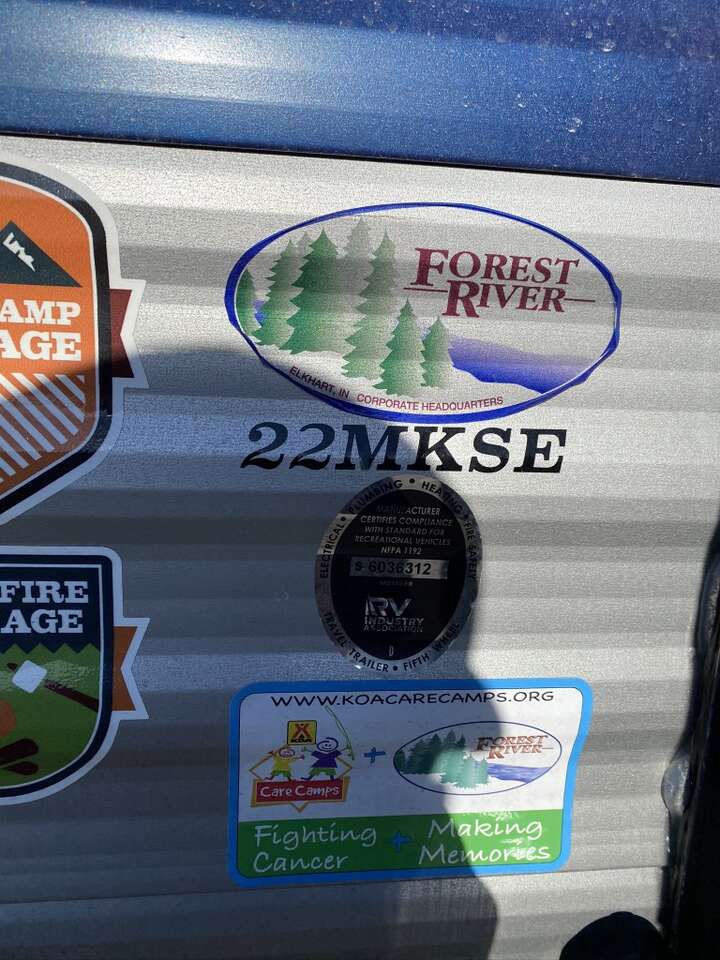 AMP
AGE
FOREST
RIVER
ELKHART, IN CORPORATE HEADQUARTERS
22MKSE
ELECTRICAL • PLUMBING • HEATING • FIRE SAFETY
MANUFACTURER
CERTIFIES COMPLIANCE
WITH STANDARD FOR
RECREATIONAL VEHICLES
NFPA 1192
S-6036312
RV
INDUSTRY
ASSOCIATION
D
TRAVEL TRAILER • FIFTH WHEEL
FIRE
AGE
WWW.KOACARECAMPS.ORG
KOA
Care Camps
+
FOREST
RIVER
Fighting + Making
Cancer Memories